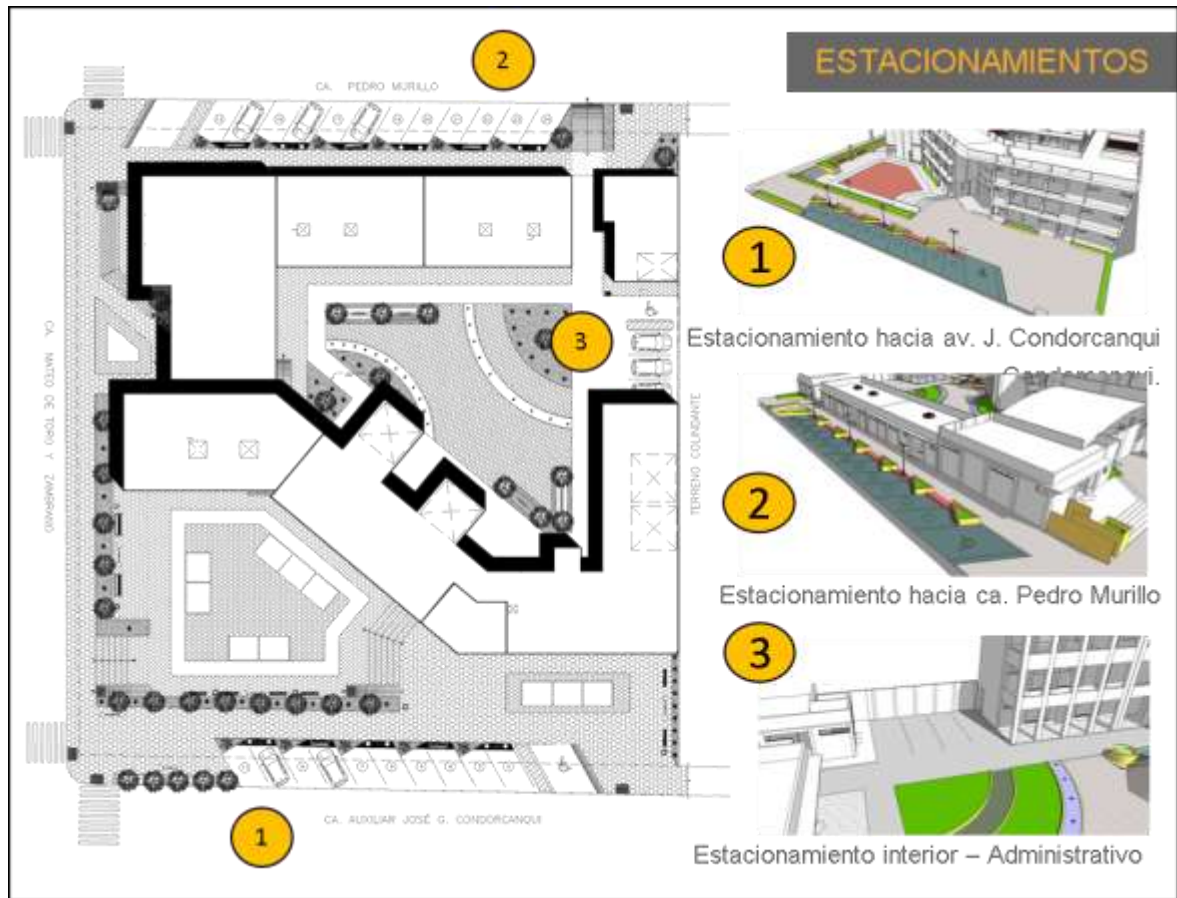 ESTACIONAMIENTOS
2
CA. PEDRO MURILLO
1
Estacionamiento hacia av. J. Condorcanqui
Condorcanqui.
3
CA. MATEO DE TORO Y ZAMBRANO
TERRENO COLINDANTE
2
Estacionamiento hacia ca. Pedro Murillo
3
1
CA. AUXILIAR JOSÉ G. CONDORCANQUI
Estacionamiento interior – Administrativo